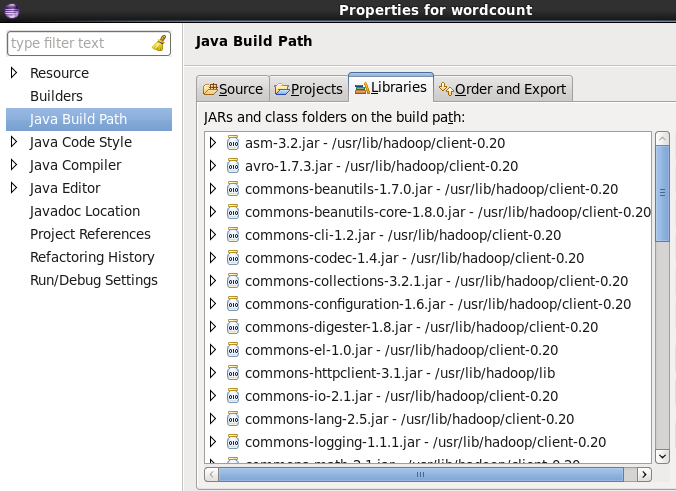 Properties for wordcount
type filter text
Resource
Builders
Java Build Path
Java Code Style
Java Compiler
Java Editor
Javadoc Location
Project References
Refactoring History
Run/Debug Settings
Java Build Path
Source Projects Libraries Order and Export
JARs and class folders on the build path:
asm-3.2.jar - /usr/lib/hadoop/client-0.20
avro-1.7.3.jar - /usr/lib/hadoop/client-0.20
commons-beanutils-1.7.0.jar - /usr/lib/hadoop/client-0.20
commons-beanutils-core-1.8.0.jar - /usr/lib/hadoop/client-0.20
commons-cli-1.2.jar - /usr/lib/hadoop/client-0.20
commons-codec-1.4.jar - /usr/lib/hadoop/client-0.20
commons-collections-3.2.1.jar - /usr/lib/hadoop/client-0.20
commons-configuration-1.6.jar - /usr/lib/hadoop/client-0.20
commons-digester-1.8.jar - /usr/lib/hadoop/client-0.20
commons-el-1.0.jar - /usr/lib/hadoop/client-0.20
commons-httpclient-3.1.jar - /usr/lib/hadoop/lib
commons-io-2.1.jar - /usr/lib/hadoop/client-0.20
commons-lang-2.5.jar - /usr/lib/hadoop/client-0.20
commons-logging-1.1.1.jar - /usr/lib/hadoop/client-0.20